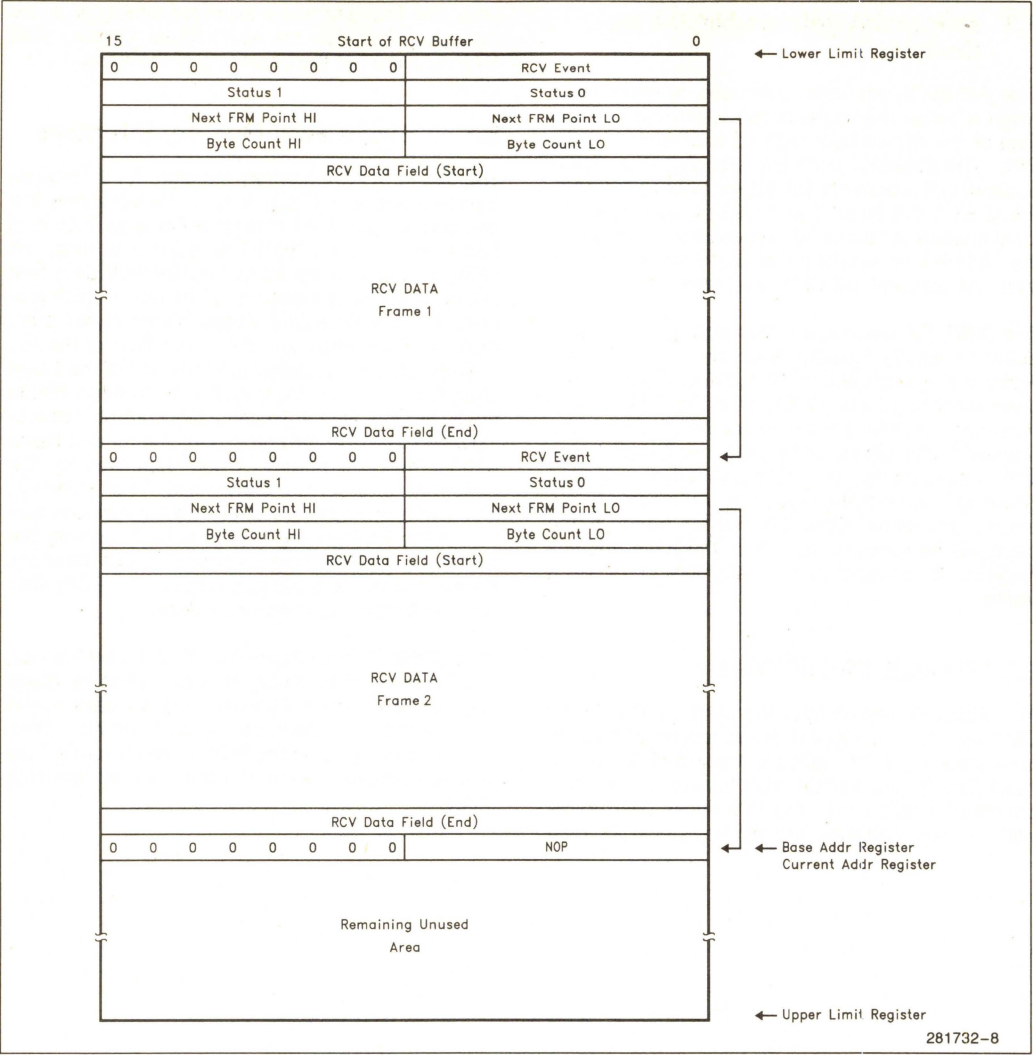 15 Start of RCV Buffer 0
← Lower Limit Register
0 0 0 0 0 0 0 0 RCV Event
Status 1 Status 0
Next FRM Point HI Next FRM Point LO
Byte Count HI Byte Count LO
RCV Data Field (Start)
RCV DATA
Frame 1
RCV Data Field (End)
0 0 0 0 0 0 0 0 RCV Event
Status 1 Status 0
Next FRM Point HI Next FRM Point LO
Byte Count HI Byte Count LO
RCV Data Field (Start)
RCV DATA
Frame 2
RCV Data Field (End)
0 0 0 0 0 0 0 0 NOP ← Base Addr Register
Current Addr Register
Remaining Unused
Area
← Upper Limit Register
281732-8